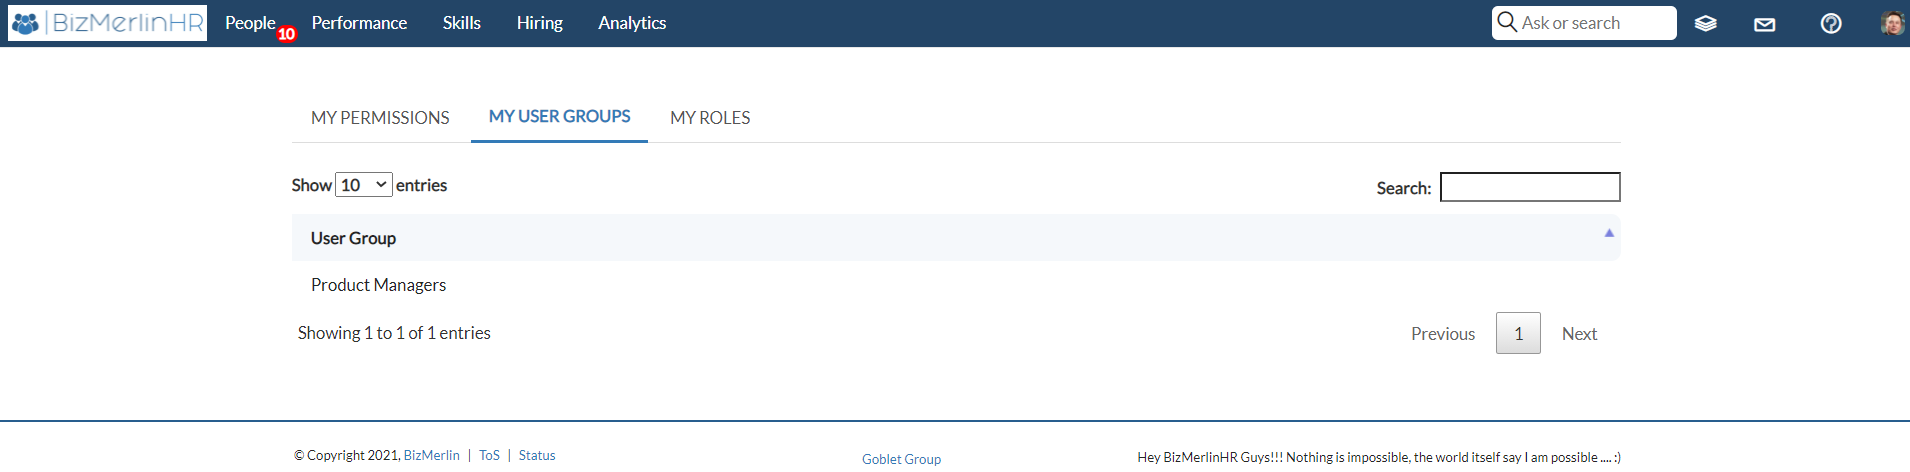 BizMerlinHR People 10 Performance Skills Hiring Analytics Ask or search
MY PERMISSIONS MY USER GROUPS MY ROLES
Show 10 entries Search:
User Group
Product Managers
Showing 1 to 1 of 1 entries Previous 1 Next
© Copyright 2021, BizMerlin | ToS | Status Goblet Group Hey BizMerlinHR Guys!!! Nothing is impossible, the world itself say I am possible .... :)